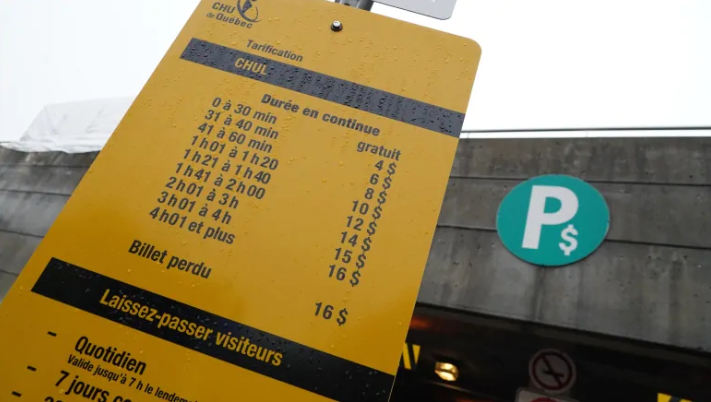 CHU
de Québec
Tarification
CHUL
Durée en continue
0 à 30 min gratuit
31 à 40 min 4 $
41 à 60 min 6 $
1h01 à 1h20 8 $
1h21 à 1h40 10 $
1h41 à 2h00 12 $
2h01 à 3h 14 $
3h01 à 4h 15 $
4h01 et plus 16 $
Billet perdu 16 $
Laissez-passer visiteurs
- Quotidien
Valide jusqu'à 7 h le
- 7 jours
-
P$